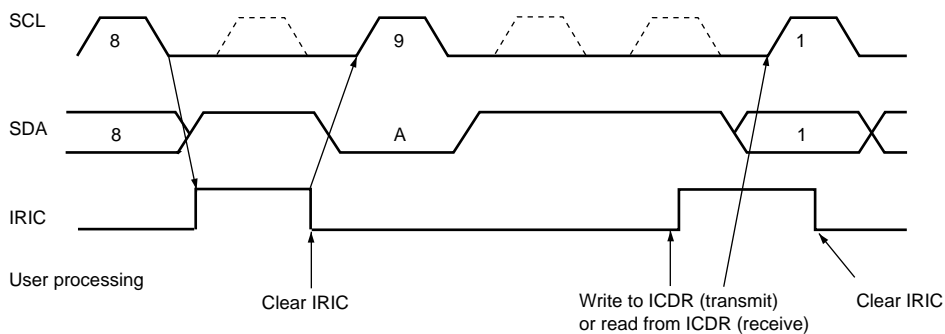 SCL
8
9
1
SDA
8
A
1
IRIC
User processing
Clear IRIC
Write to ICDR (transmit)
or read from ICDR (receive)
Clear IRIC